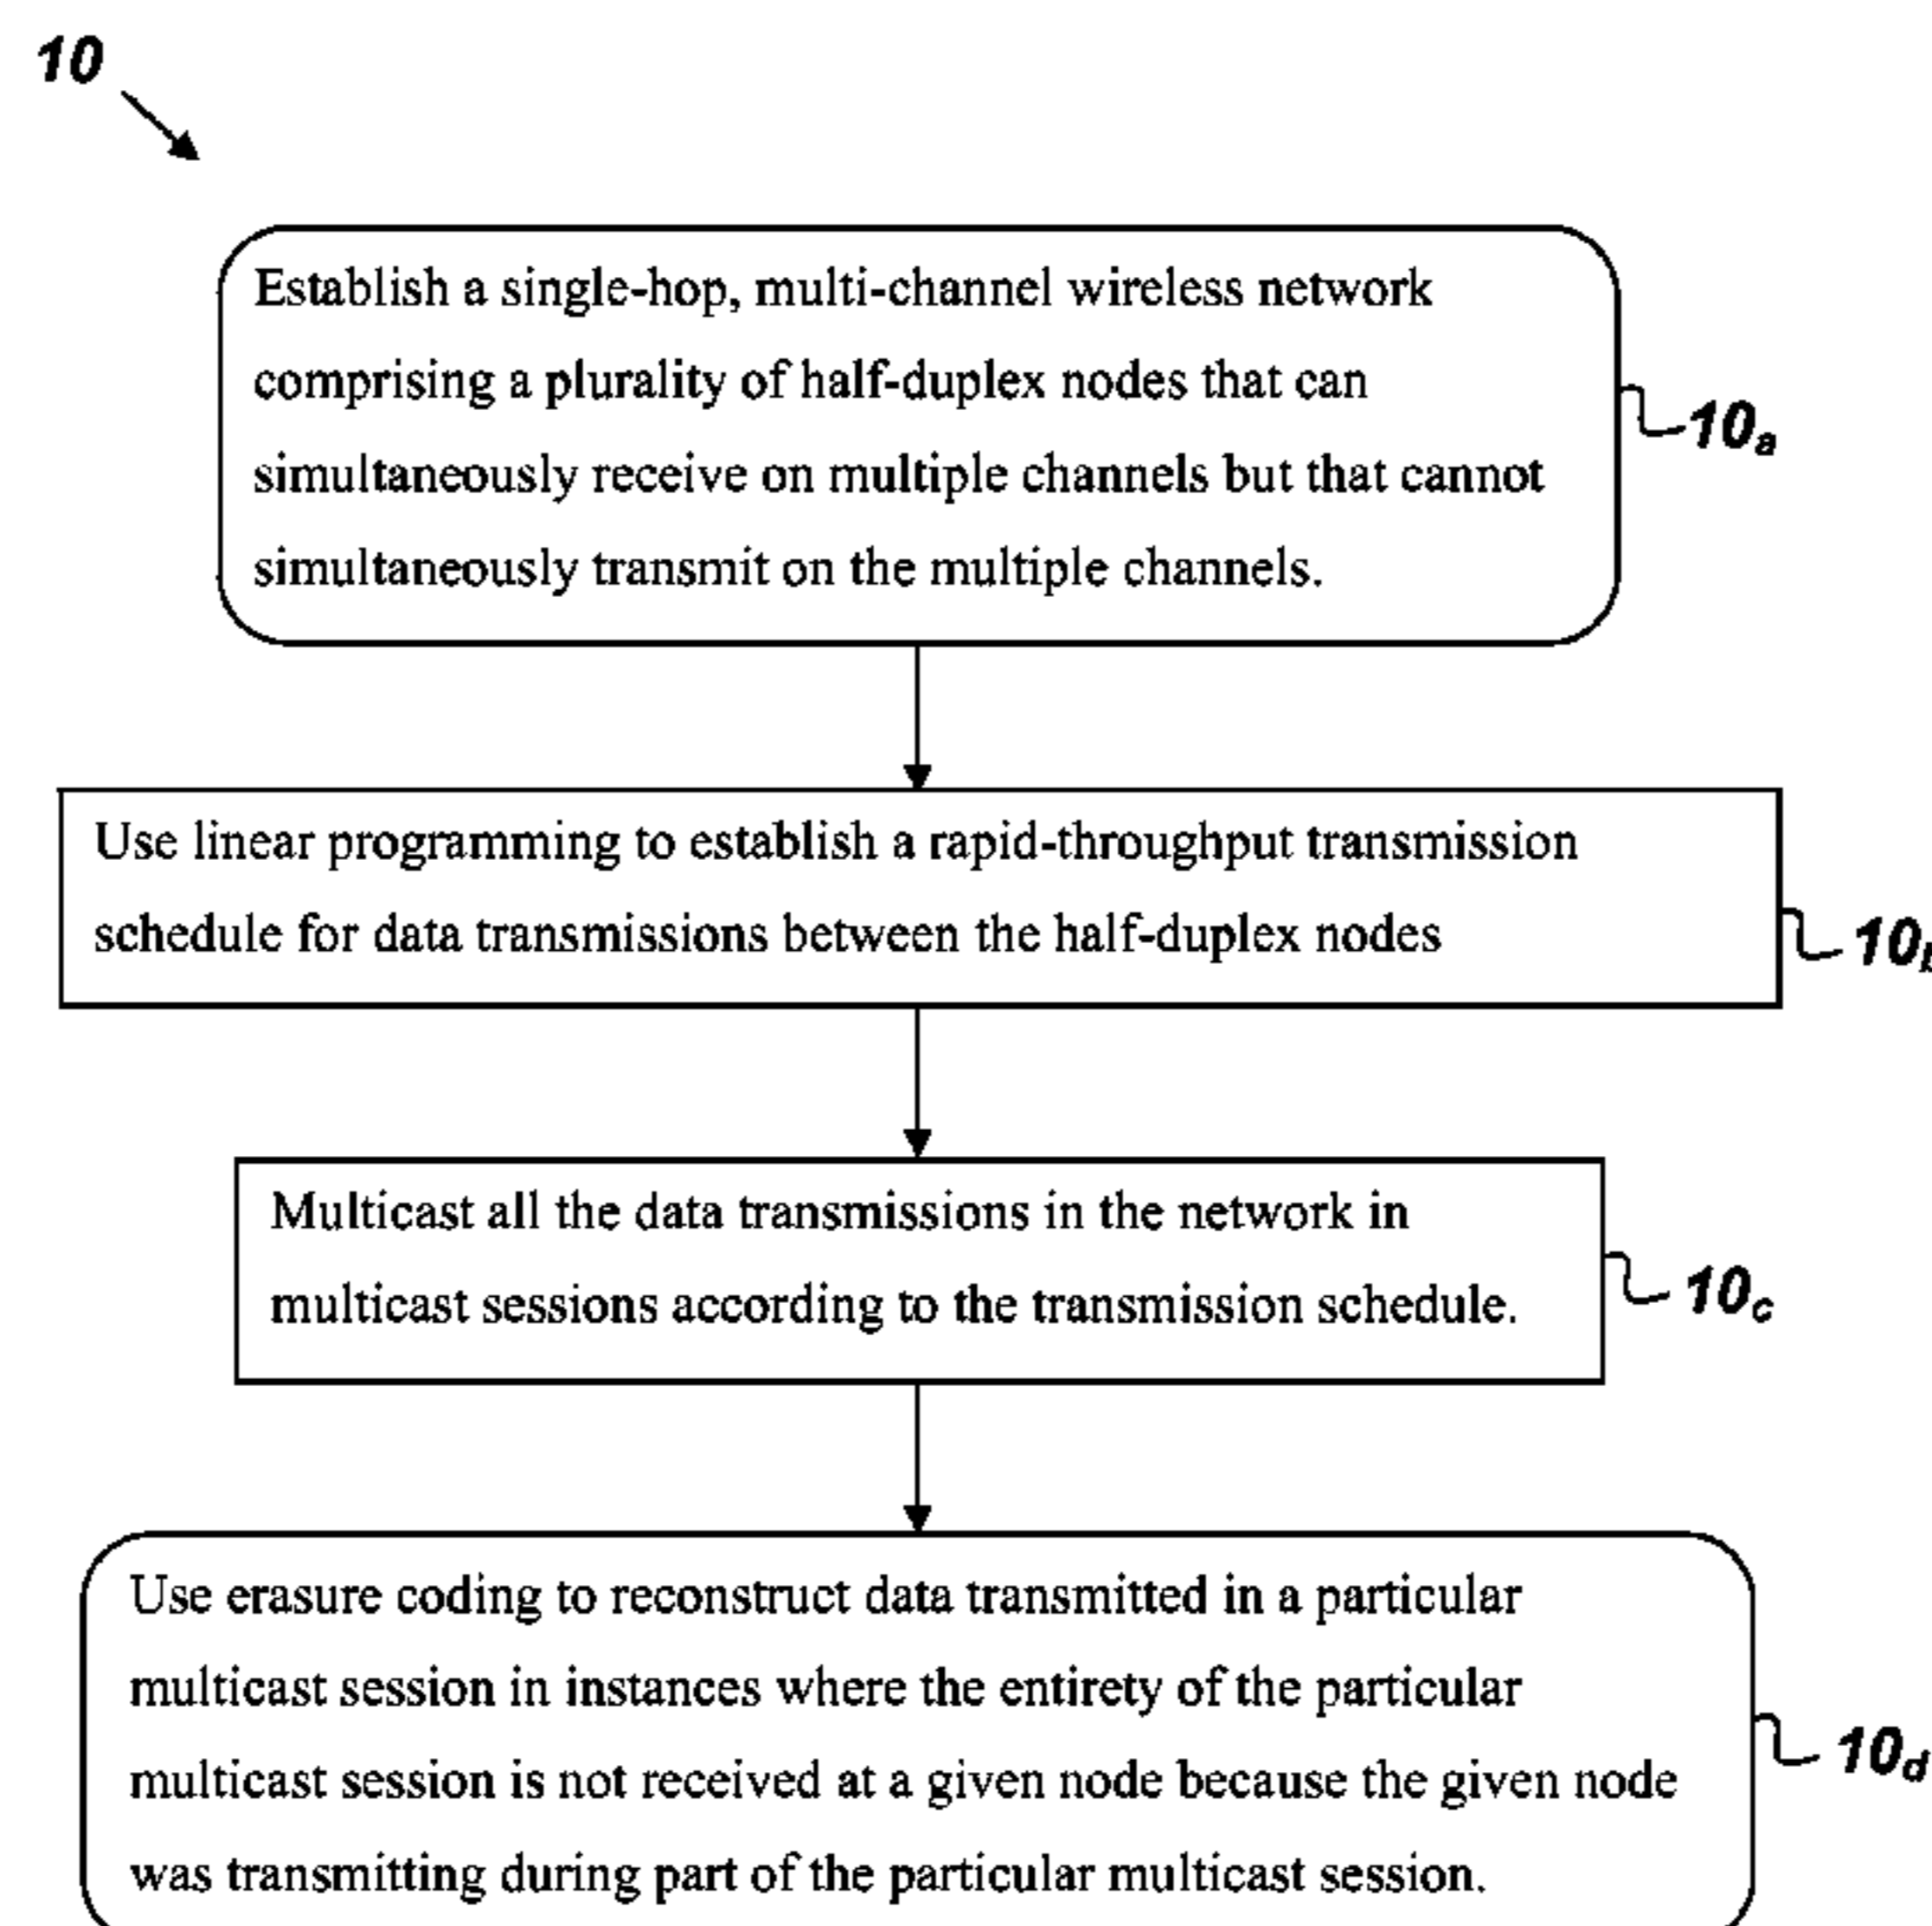 10
Establish a single-hop, multi-channel wireless network
comprising a plurality of half-duplex nodes that can
simultaneously receive on multiple channels but that cannot
simultaneously transmit on the multiple channels.
10a
Use linear programming to establish a rapid-throughput transmission
schedule for data transmissions between the half-duplex nodes
10b
Multicast all the data transmissions in the network in
multicast sessions according to the transmission schedule.
10c
Use erasure coding to reconstruct data transmitted in a particular
multicast session in instances where the entirety of the particular
multicast session is not received at a given node because the given node
was transmitting during part of the particular multicast session.
10d